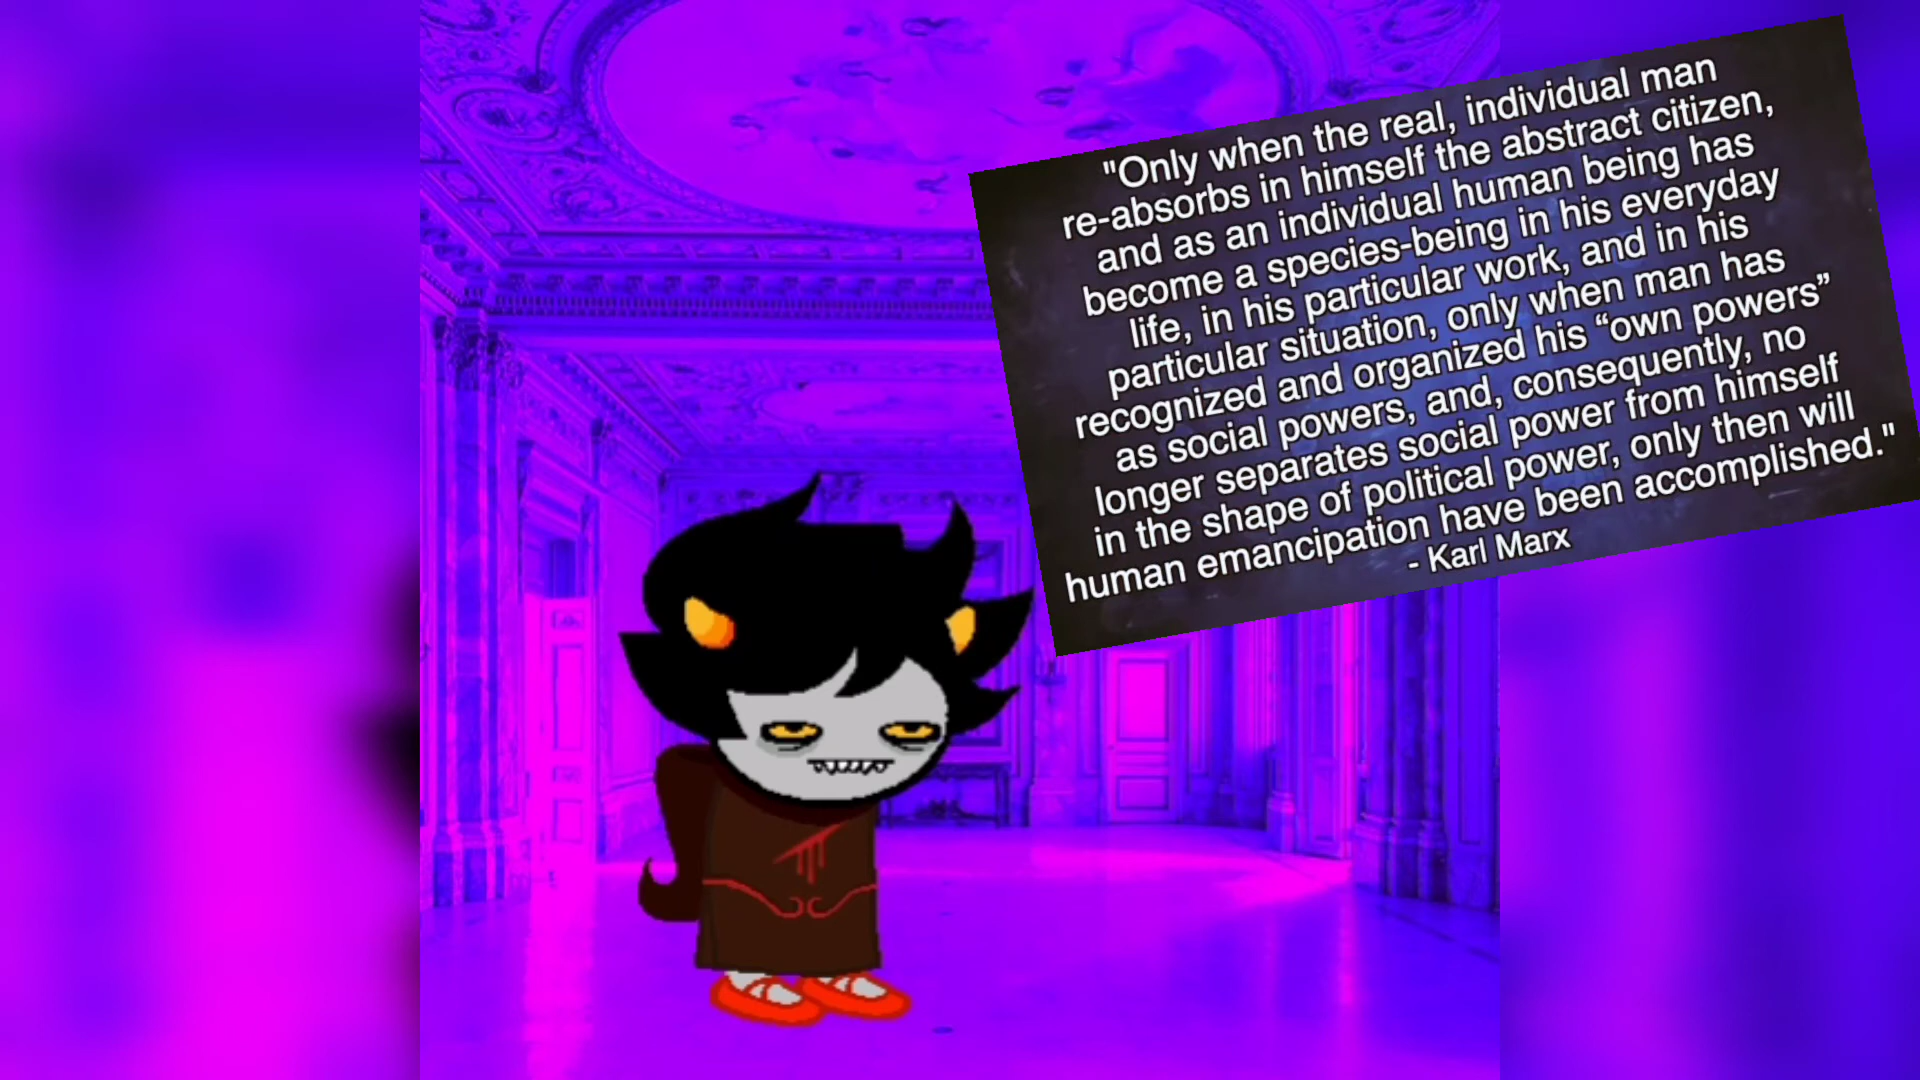 "Only when the real, individual man
re-absorbs in himself the abstract citizen,
and as an individual human being has
become a species-being in his everyday
life, in his particular work, and in his
particular situation, only when man has
recognized and organized his “own powers”
as social powers, and, consequently, no
longer separates social power from himself
in the shape of political power, only then will
human emancipation have been accomplished."
- Karl Marx